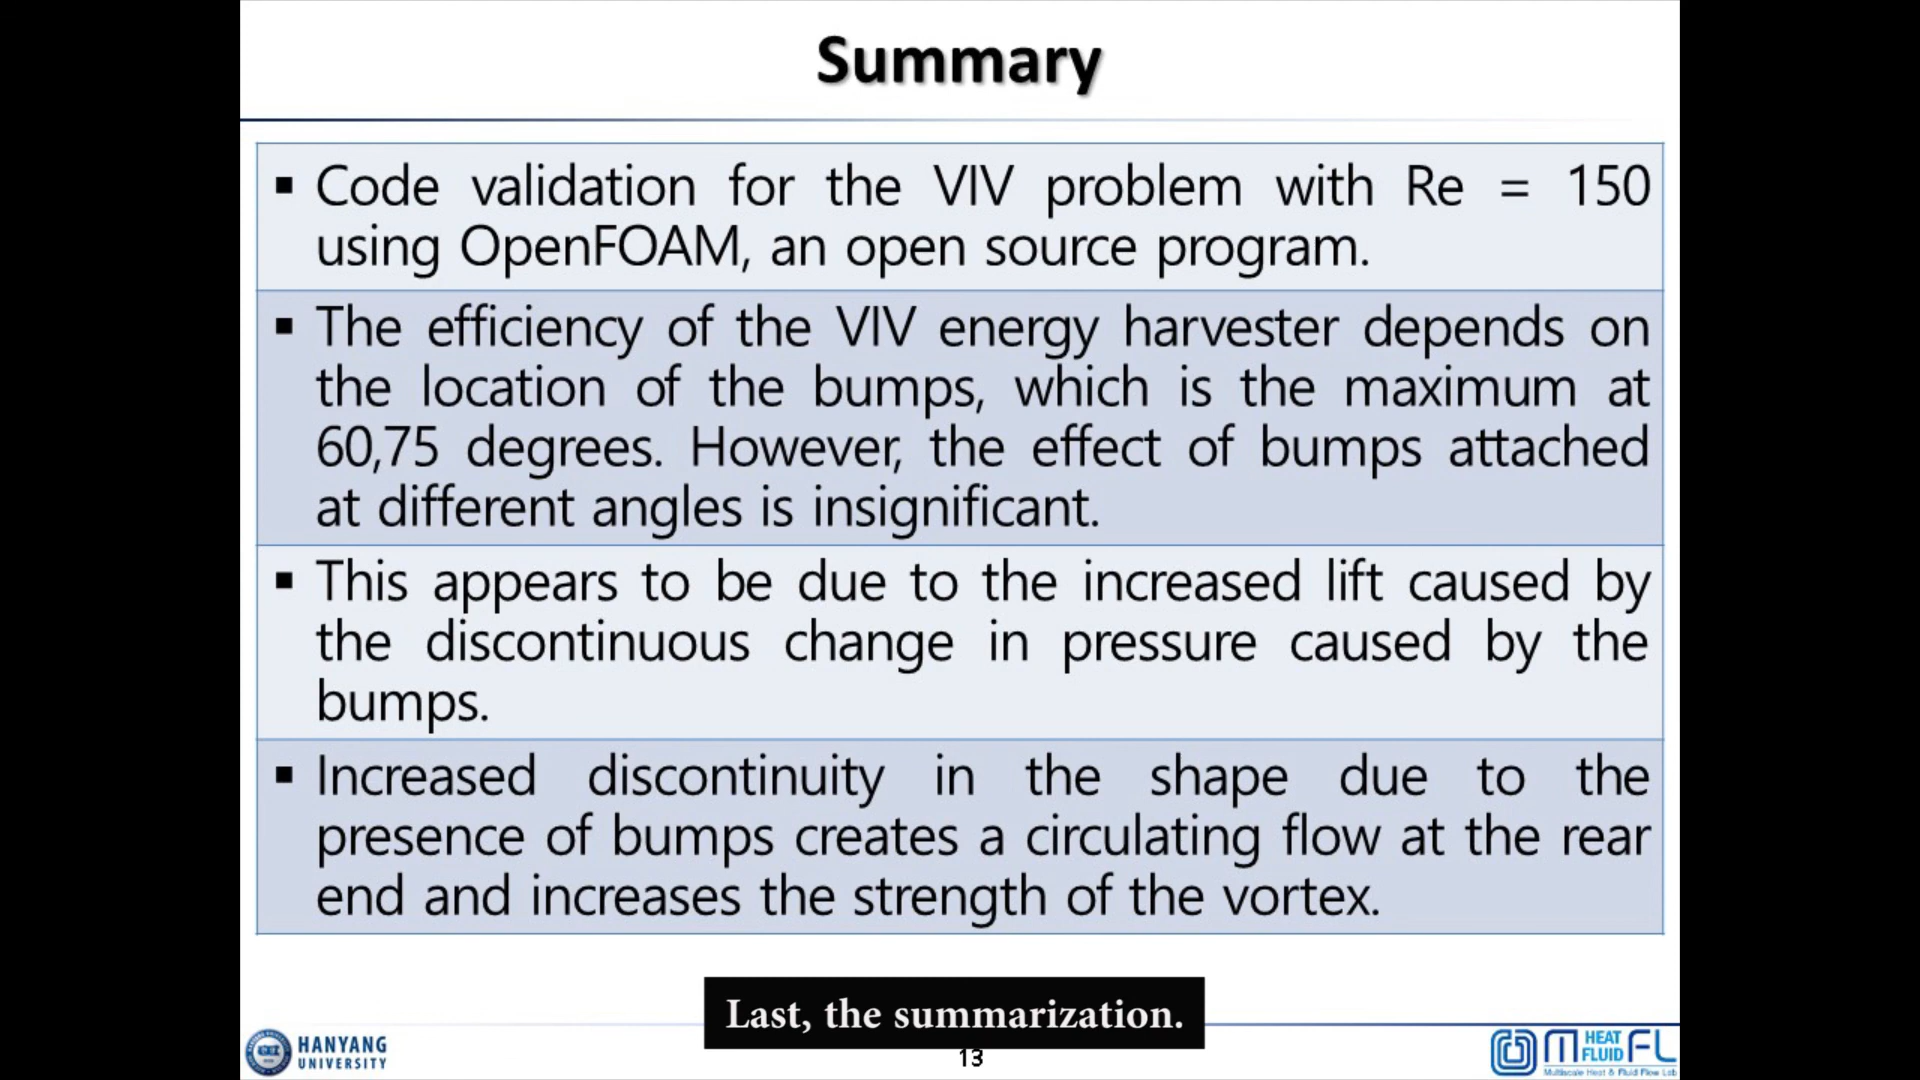 Summary
▪ Code validation for the VIV problem with Re = 150
using OpenFOAM, an open source program.
▪ The efficiency of the VIV energy harvester depends on
the location of the bumps, which is the maximum at
60,75 degrees. However, the effect of bumps attached
at different angles is insignificant.
▪ This appears to be due to the increased lift caused by
the discontinuous change in pressure caused by the
bumps.
▪ Increased discontinuity in the shape due to the
presence of bumps creates a circulating flow at the rear
end and increases the strength of the vortex.
Last, the summarization.
HANYANG
UNIVERSITY
13
HEAT
FLUID
FL
Multiscale Heat & Fluid Flow Lab